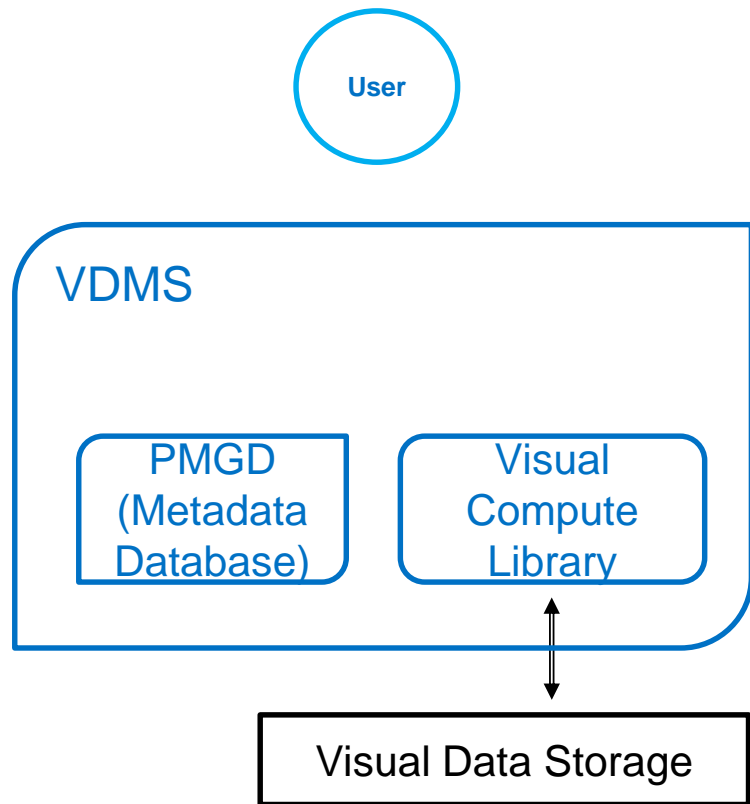 User
VDMS
PMGD
(Metadata
Database)
Visual
Compute
Library
Visual Data Storage